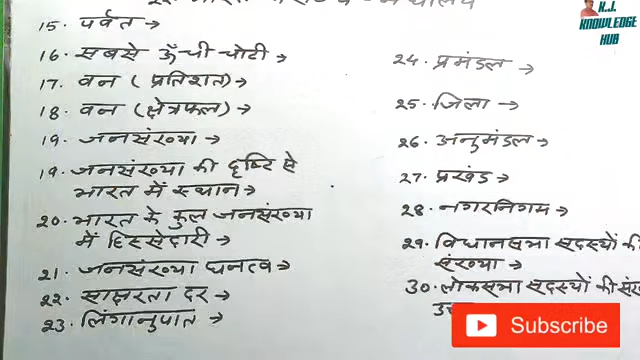 15. पर्वत →
16. सबसे ऊँची चोटी →
17. वन (प्रतिशत) →
18. वन (क्षेत्रफल) →
19. जनसंख्या →
19. जनसंख्या की दृष्टि से
भारत में स्थान →
20. भारत के कुल जनसंख्या
में हिस्सेदारी →
21. जनसंख्या घनत्व →
22. साक्षरता दर →
23. लिंगानुपात →
24. प्रमंडल →
25. जिला →
26. अनुमंडल →
27. प्रखंड →
28. नगरनिगम →
29. विधानसभा सदस्यों की
संख्या →
30. लोकसभा सदस्यों की
K.J.
KNOWLEDGE
HUB
Subscribe